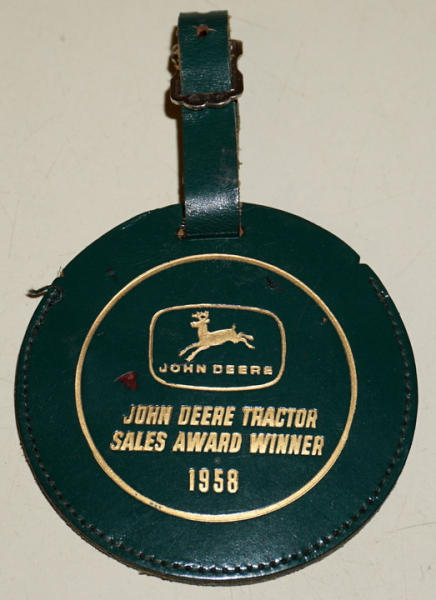 JOHN DEERE
JOHN DEERE TRACTOR
SALES AWARD WINNER
1958